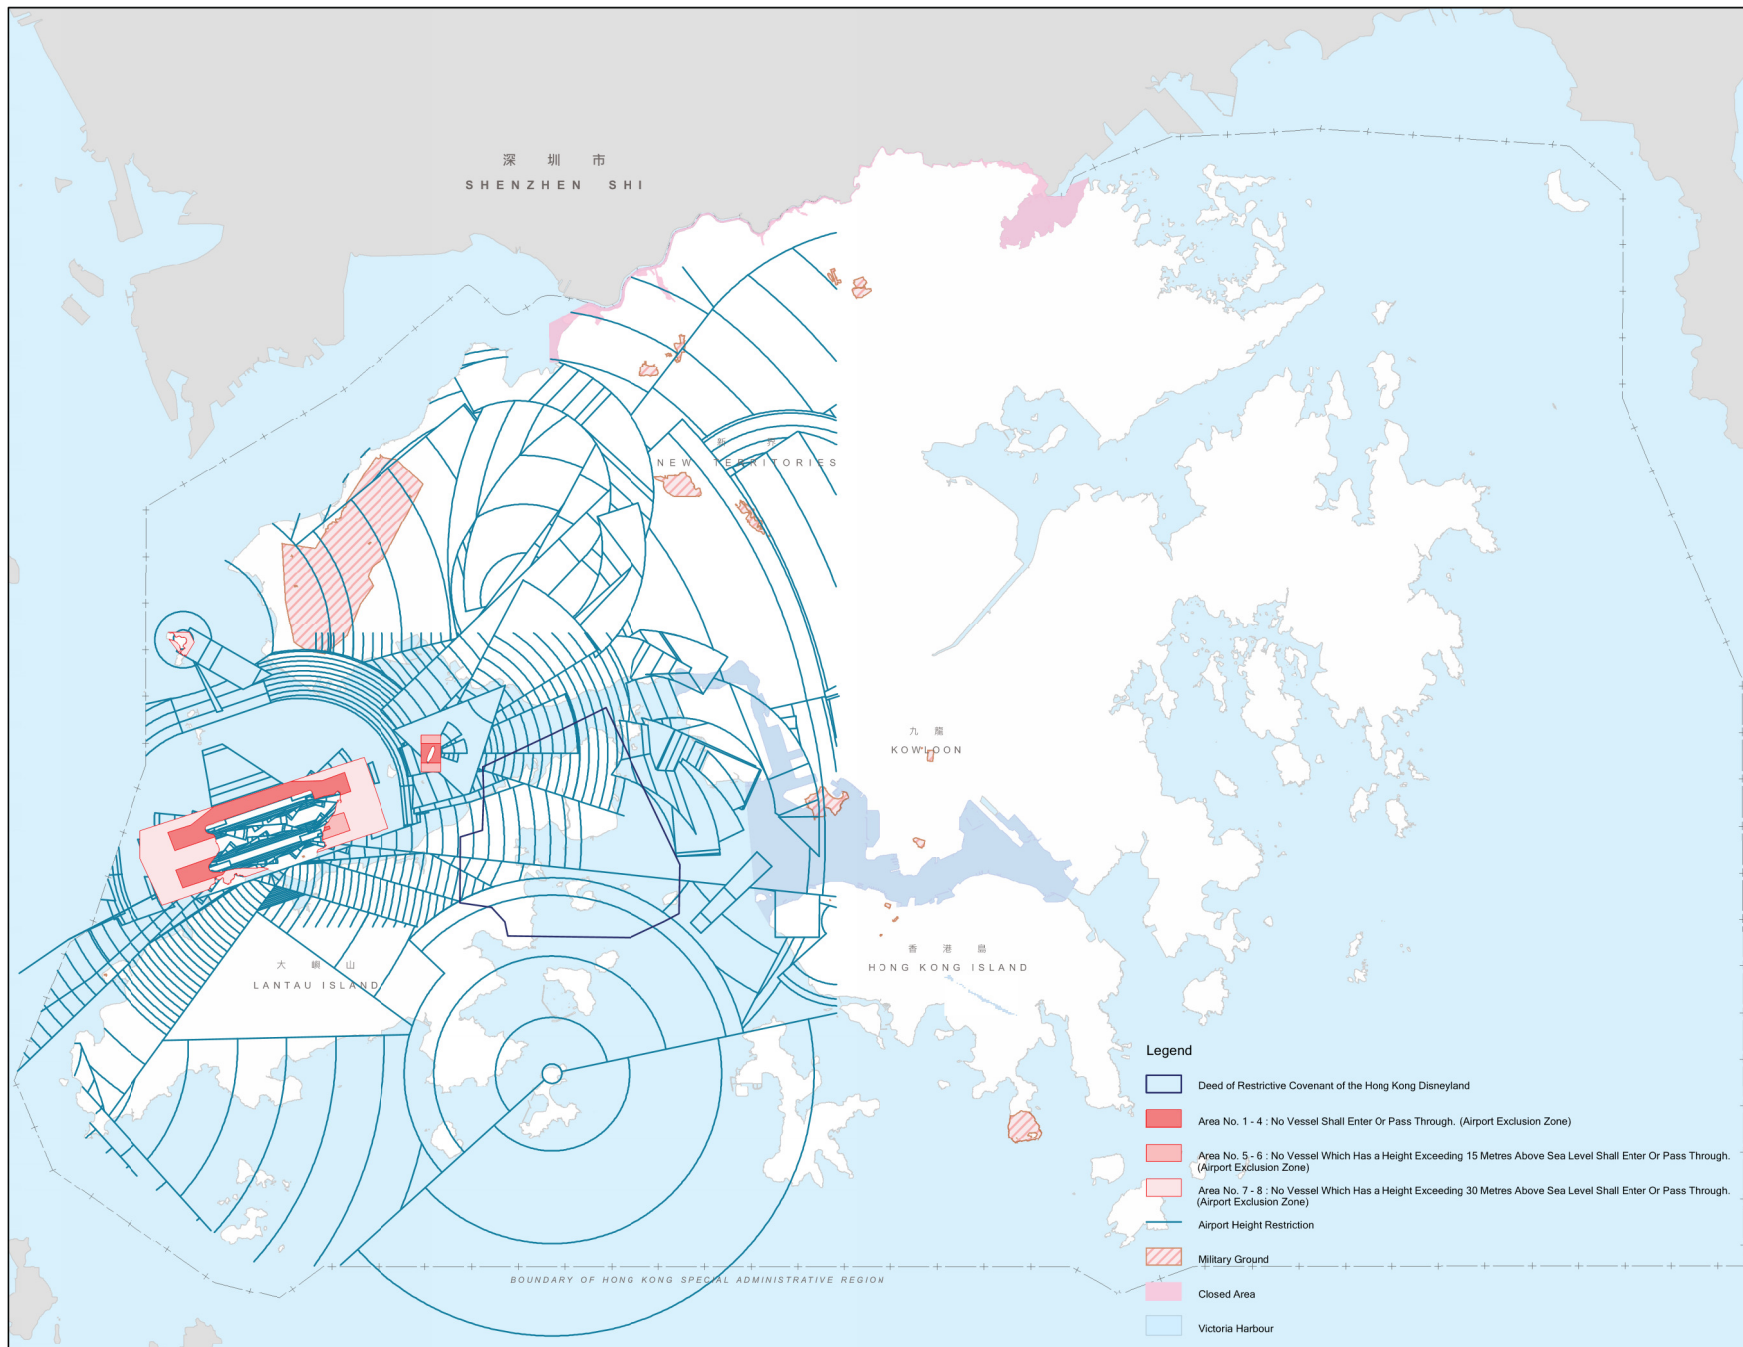 深 圳 市
SHENZHEN SHI
新 界
NEW TERRITORIES
九 龍
KOWLOON
香 港 島
HONG KONG ISLAND
大 嶼 山
LANTAU ISLAND
BOUNDARY OF HONG KONG SPECIAL ADMINISTRATIVE REGION
Legend
Deed of Restrictive Covenant of the Hong Kong Disneyland
Area No. 1 - 4 : No Vessel Shall Enter Or Pass Through. (Airport Exclusion Zone)
Area No. 5 - 6 : No Vessel Which Has a Height Exceeding 15 Metres Above Sea Level Shall Enter Or Pass Through.
(Airport Exclusion Zone)
Area No. 7 - 8 : No Vessel Which Has a Height Exceeding 30 Metres Above Sea Level Shall Enter Or Pass Through.
(Airport Exclusion Zone)
Airport Height Restriction
Military Ground
Closed Area
Victoria Harbour